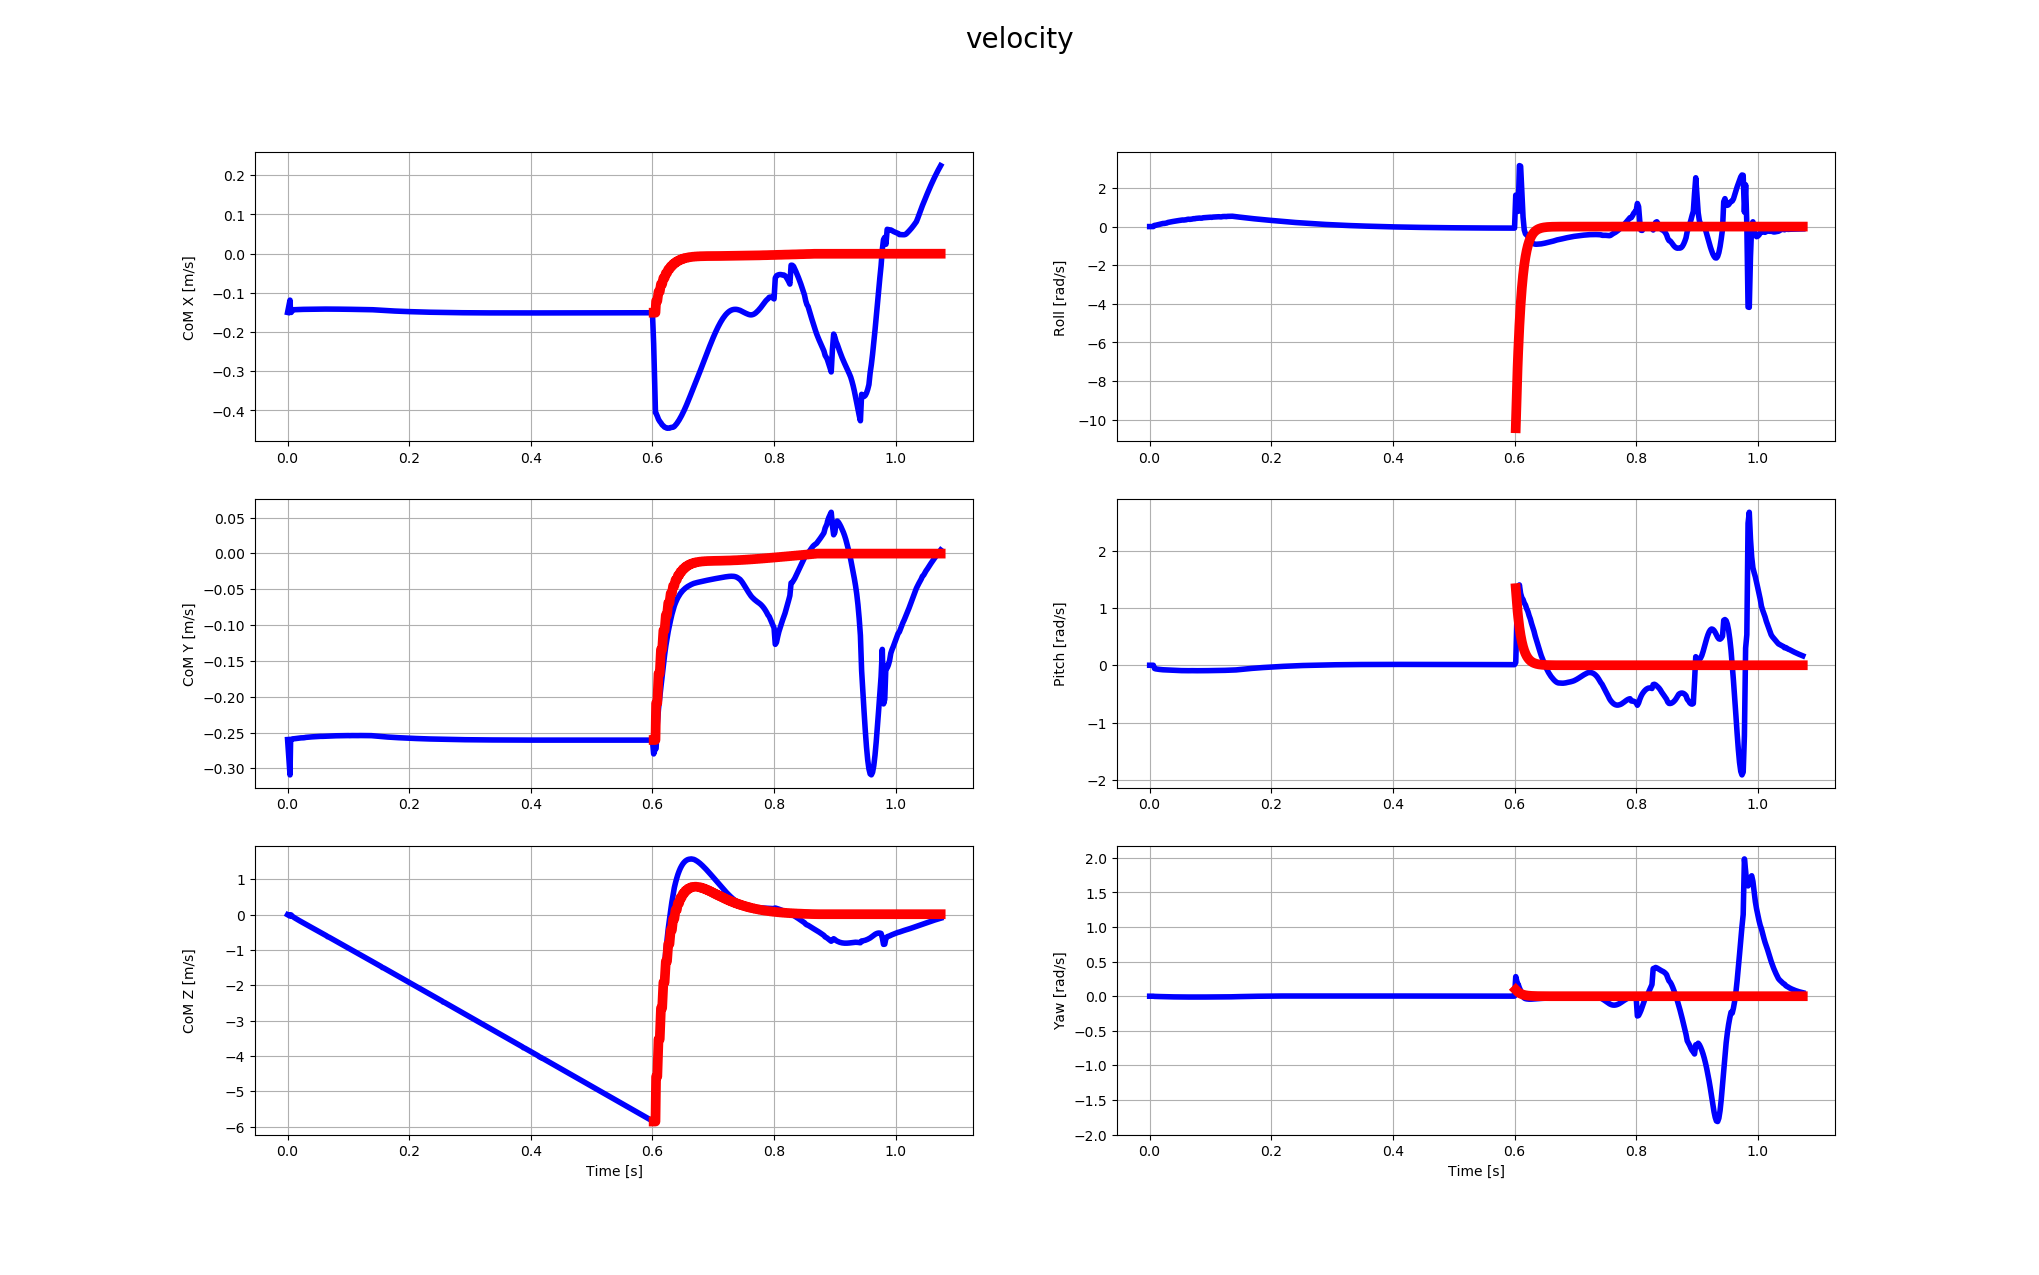 velocity
CoM X [m/s]
0.2
0.1
0.0
−0.1
−0.2
−0.3
−0.4
0.0 0.2 0.4 0.6 0.8 1.0
Roll [rad/s]
2
0
−2
−4
−6
−8
−10
0.0 0.2 0.4 0.6 0.8 1.0
CoM Y [m/s]
0.05
0.00
−0.05
−0.10
−0.15
−0.20
−0.25
−0.30
0.0 0.2 0.4 0.6 0.8 1.0
Pitch [rad/s]
2
1
0
−1
−2
0.0 0.2 0.4 0.6 0.8 1.0
CoM Z [m/s]
1
0
−1
−2
−3
−4
−5
−6
0.0 0.2 0.4 0.6 0.8 1.0
Time [s]
Yaw [rad/s]
2.0
1.5
1.0
0.5
0.0
−0.5
−1.0
−1.5
−2.0
0.0 0.2 0.4 0.6 0.8 1.0
Time [s]